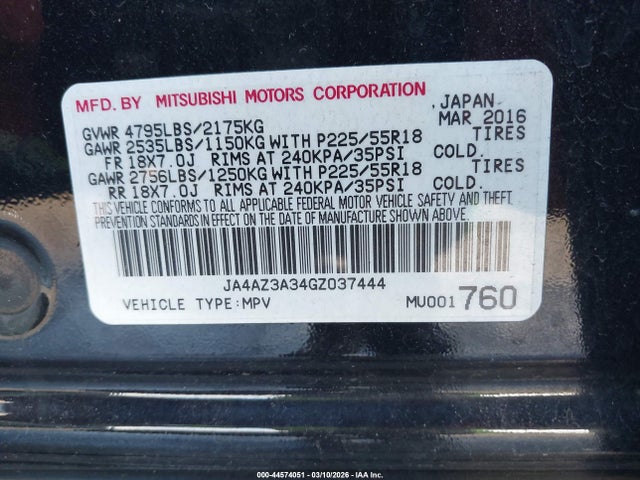 MFD. BY MITSUBISHI MOTORS CORPORATION , JAPAN
GVWR 4795LBS/2175KG MAR 2016
GAWR 2535LBS/1150KG WITH P225/55R18 TIRES
FR 18X7.0J RIMS AT 240KPA/35PSI COLD.
GAWR 2756LBS/1250KG WITH P225/55R18 TIRES
RR 18X7.0J RIMS AT 240KPA/35PSI COLD.
THIS VEHICLE CONFORMS TO ALL APPLICABLE FEDERAL MOTOR VEHICLE SAFETY AND THEFT
PREVENTION STANDARDS IN EFFECT ON THE DATE OF MANUFACTURE SHOWN ABOVE.
JA4AZ3A34GZ037444
VEHICLE TYPE:MPV MU001760
000-44574051 - 03/10/2026 - IAA Inc.